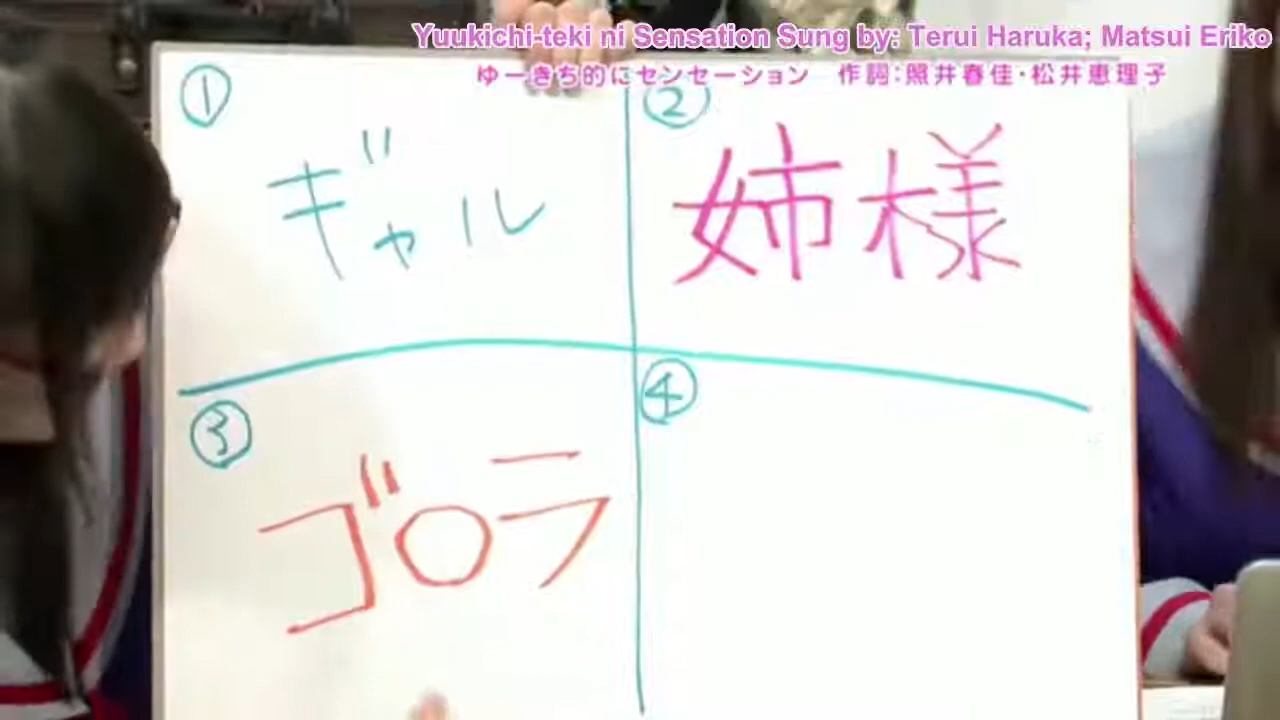 Yuukichi-teki ni Sensation Sung by: Terui Haruka; Matsui Eriko
ゆーきち的にセンセーション 作詞:照井春佳・松井恵理子
①
ギャル
②
姉様
③
ゴロラ
④